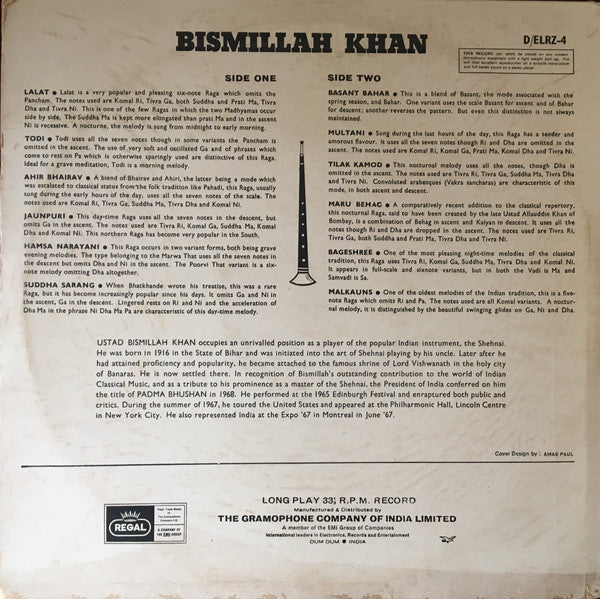 BISMILLAH KHAN
D/ELRZ-4
THIS RECORD can safely be played on any modern
SIDE ONE
LALAT ● Lalat is a very popular and pleasing six-note Raga which omits the
Pancham. The notes used are Komal Ri, Tivra Ga, both Suddha and Prati Ma, Tivra
Dha and Tivra Ni. This is one of the few Ragas in which the two Madhyamas occur
side by side. The Suddha Ma is kept more elongated than prati Ma and in the ascent
Ni is recessive. A nocturne, the melody is sung from midnight to early morning.
TODI ● Todi uses all the seven notes though in some variants the Pancham is
omitted in the ascent. The use of very soft and oscillated Ga and of phrases which
come to rest on Pa which is otherwise sparingly used are distinctive of this Raga.
Ideal for a grave meditation, Todi is a morning melody.
AHIR BHAIRAV ● A blend of Bhairav and Ahiri, the latter being a mode which
was escalated to classical status from the folk tradition like Pahadi, this Raga, usually
sung during the early hours of the day, uses all the seven notes of the scale. The
notes used are Komal Ri, Tivra Ga, Suddha Ma, Tivra Dha and Komal Ni.
JAUNPURI ● This day-time Raga uses all the seven notes in the descent, but
omits Ga in the ascent. The notes used are Tivra Ri, Komal Ga, Suddha Ma, Komal
Dha and Komal Ni. This northern Raga has become very popular in the South.
HAMSA NARAYANI ● This Raga occurs in two variant forms, both being grave
evening melodies. The type belonging to the Marwa That uses all the seven notes in
the descent but omits Dha and Ni in the ascent. The Poorvi That variant is a six-
note melody omitting Dha altogether.
SUDDHA SARANG ● When Bhatkhande wrote his treatise, this was a rare
Raga, but it has become increasingly popular since his days. It omits Ga and Ni in
the ascent, Ga in the descent. Lingered rests on Ri and Ni and the acceleration of
Dha Ma in the phrase Ni Dha Ma Pa are characteristic of this day-time melody.
SIDE TWO
BASANT BAHAR ● This is a blend of Basant, the mode associated with the
spring season, and Bahar. One variant uses the scale Basant for ascent and of Bahar
for descent; another reverses the pattern. But even this distinction is not always
maintained.
MULTANI ● Sung during the last hours of the day, this Raga has a tender and
amorous flavour. It uses all the seven notes though Ri and Dha are omitted in the
ascent. The notes used are Komal Ri, Komal Ga, Prati Ma, Komal Dha and Tivra Ni.
TILAK KAMOD ● This nocturnal melody uses all the notes, though Dha is
omitted in the ascent. The notes used are Tivra Ri, Tivra Ga, Suddha Ma, Tivra Dha
and Tivra Ni. Convoluted arabesques (Vakra sancharas) are characteristic of this
mode, in both ascent and descent.
MARU BEHAG ● A comparatively recent addition to the classical repertory,
this nocturnal Raga, said to have been created by the late Ustad Allauddin Khan of
Bombay, is a combination of Behag in ascent and Kalyan in descent. It uses all the
notes though Ri and Dha are dropped in the ascent. The notes used are Tivra Ri,
Tivra Ga, both Suddha and Prati Ma, Tivra Dha and Tivra Ni.
BAGESHREE ● One of the most pleasing night-time melodies of the classical
tradition, this Raga uses Tivra Ri, Komal Ga, Suddha Ma, Tivra Dha and Komal Ni.
It appears in full-scale and sixnote variants, but in both the Vadi is Ma and
Samvadi is Sa.
MALKAUNS ● One of the oldest melodies of the Indian tradition, this is a five-
note Raga which omits Ri and Pa. The notes used are all Komal variants. A noctur-
nal melody, it is distinguished by the beautiful swinging glides on Ga, Ni and Dha.
USTAD BISMILLAH KHAN occupies an unrivalled position as a player of the popular Indian instrument, the Shehnai.
He was born in 1916 in the State of Bihar and was initiated into the art of Shehnai playing by his uncle. Later after he
had attained proficiency and popularity, he became attached to the famous shrine of Lord Vishwanath in the holy city
of Banaras. He is now settled there. In recognition of Bismillah's outstanding contribution to the world of Indian
Classical Music, and as a tribute to his prominence as a master of the Shehnai, the President of India conferred on him
the title of PADMA BHUSHAN in 1968. He performed at the 1965 Edinburgh Festival and enraptured both public and
critics. During the summer of 1967, he toured the United States and appeared at the Philharmonic Hall, Lincoln Centre
in New York City. He also represented India at the Expo '67 in Montreal in June '67.
Cover Design by : AMAR PAUL
REGAL
Regd. Trade Marks
of The
Gramophone
Company Ltd
A COMPANY OF
THE EMI GROUP
LONG PLAY 33⅓ R.P.M. RECORD
Manufactured & Distributed by
THE GRAMOPHONE COMPANY OF INDIA LIMITED
A member of the EMI Group of Companies
International leaders in Electronics, Records and Entertainment
DUM DUM ● INDIA